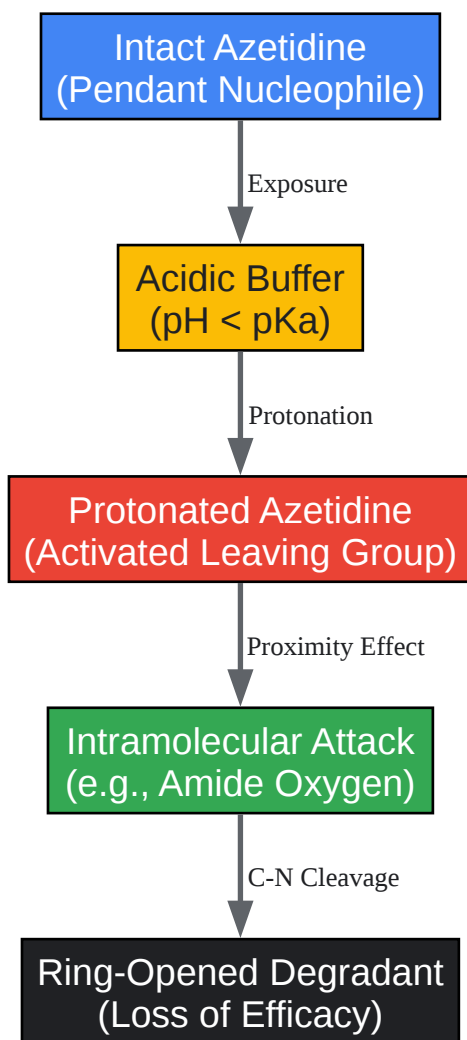 Intact Azetidine
(Pendant Nucleophile)
Exposure
Acidic Buffer
(pH < pKa)
Protonation
Protonated Azetidine
(Activated Leaving Group)
Proximity Effect
Intramolecular Attack
(e.g., Amide Oxygen)
C-N Cleavage
Ring-Opened Degradant
(Loss of Efficacy)